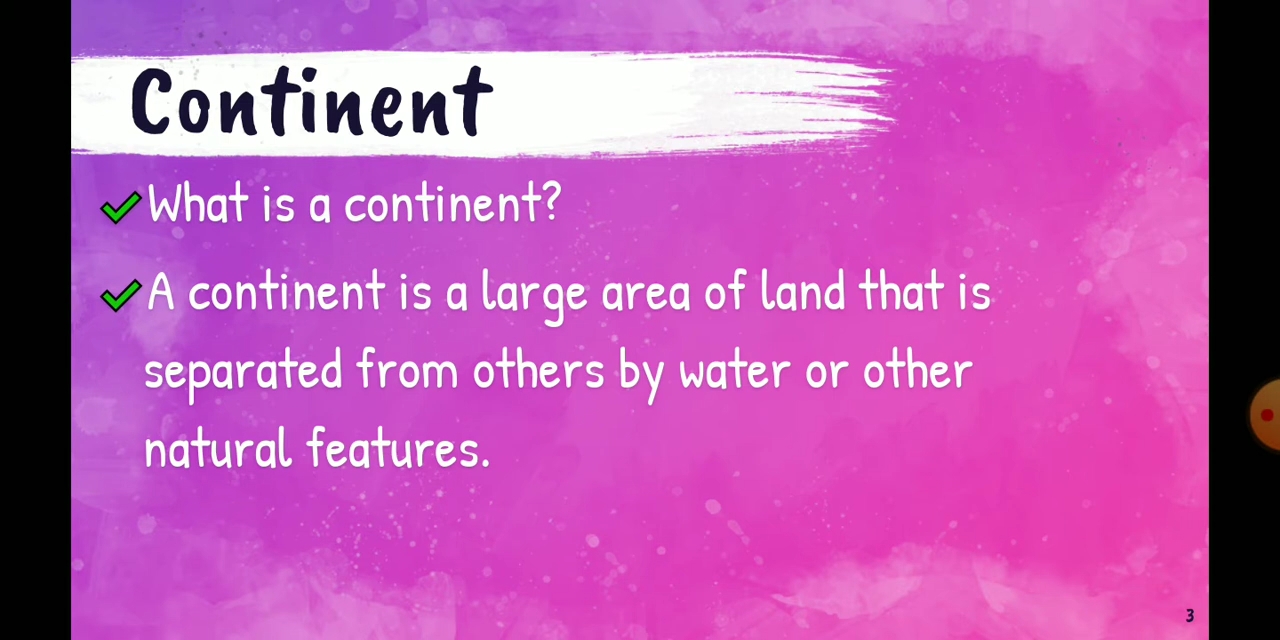 Continent
What is a continent?
A continent is a large area of land that is
separated from others by water or other
natural features.
3